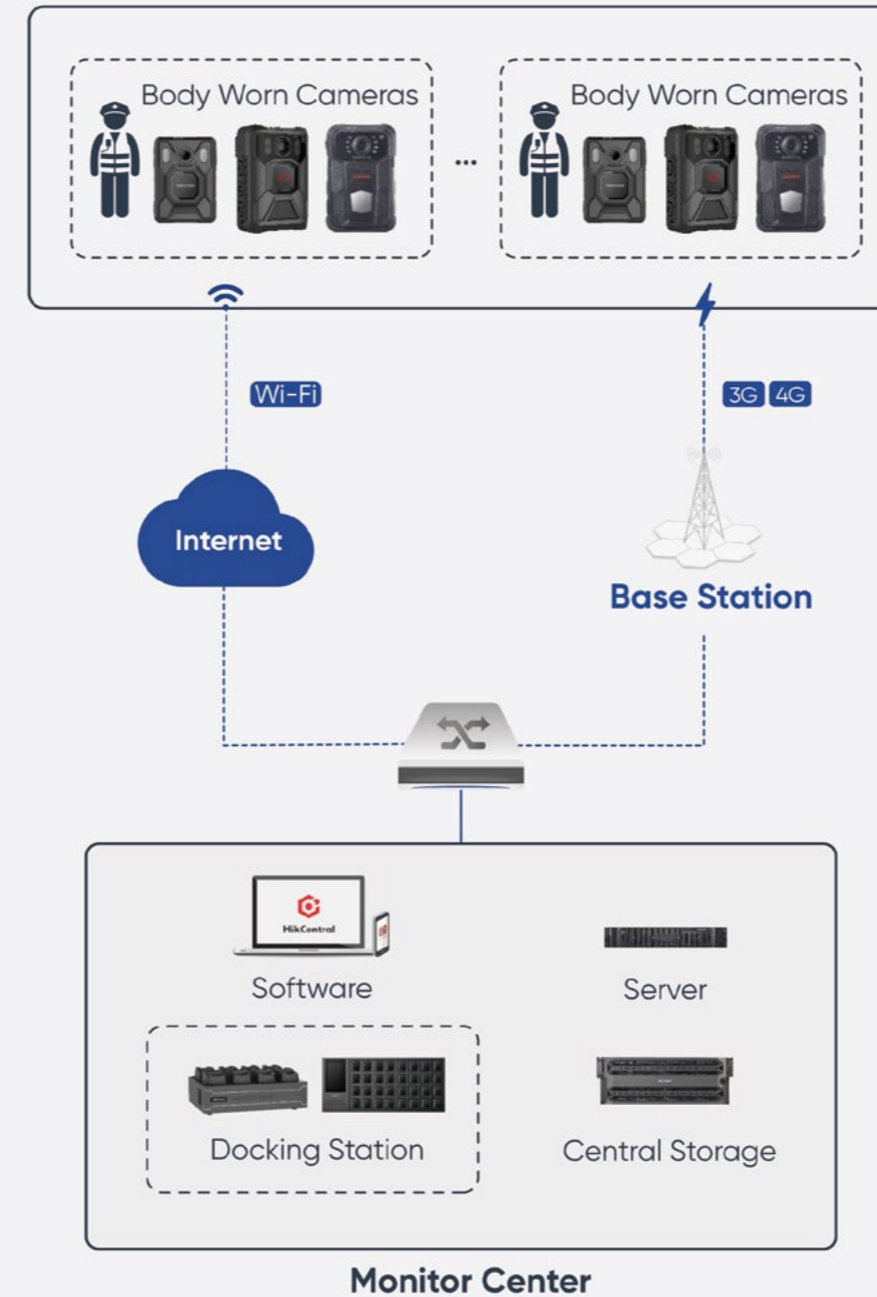 Body Worn Cameras
...
Body Worn Cameras
Wi-Fi
3G 4G
Internet
Base Station
HikCentral
Software
Server
Docking Station
Central Storage
Monitor Center